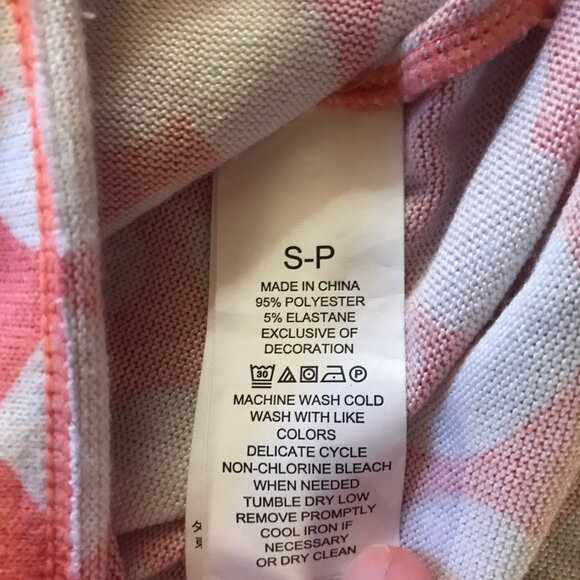 S-P
MADE IN CHINA
95% POLYESTER
5% ELASTANE
EXCLUSIVE OF
DECORATION
30 P
MACHINE WASH COLD
WASH WITH LIKE
COLORS
DELICATE CYCLE
NON-CHLORINE BLEACH
WHEN NEEDED
TUMBLE DRY LOW
REMOVE PROMPTLY
COOL IRON IF
NECESSARY
OR DRY CLEAN